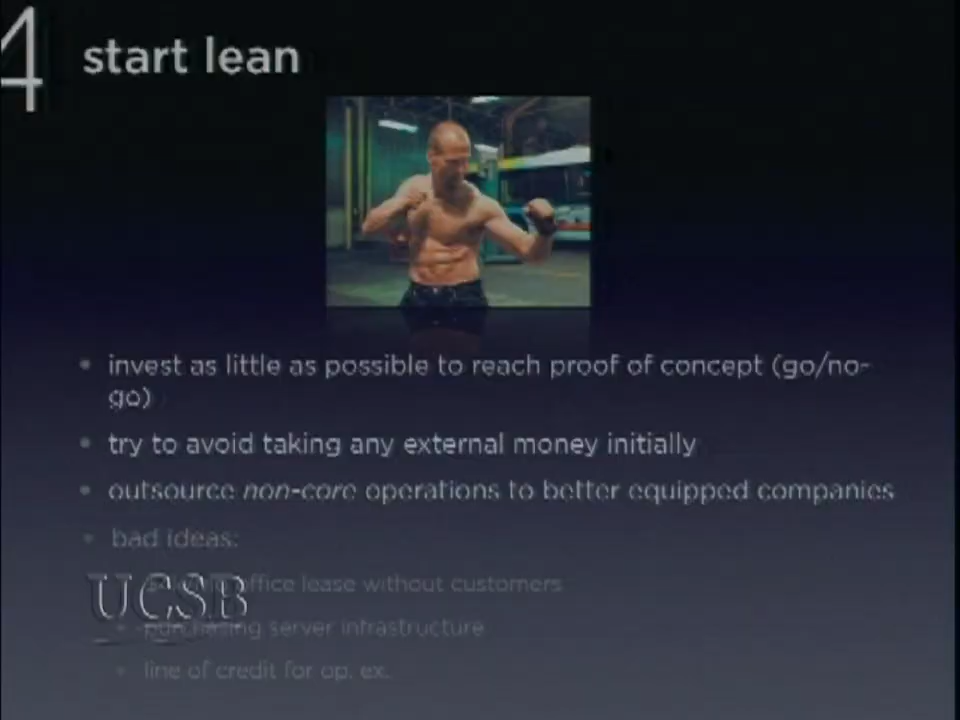 4 start lean
invest as little as possible to reach proof of concept (go/no-
go)
try to avoid taking any external money initially
outsource non-core operations to better equipped companies
bad ideas:
office lease without customers
UCSB
purchasing server infrastructure
line of credit for op. ex.